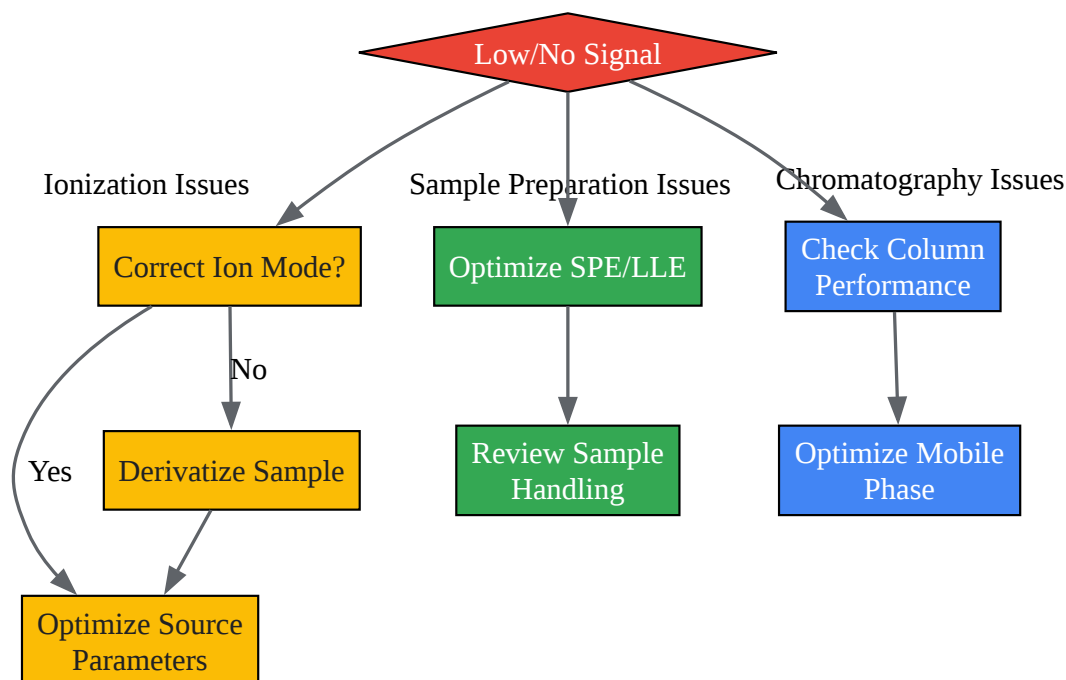 Low/No Signal
Ionization Issues
Sample Preparation Issues
Chromatography Issues
Correct Ion Mode?
Optimize SPE/LLE
Check Column
Performance
No
Yes
Derivatize Sample
Review Sample
Handling
Optimize Mobile
Phase
Optimize Source
Parameters